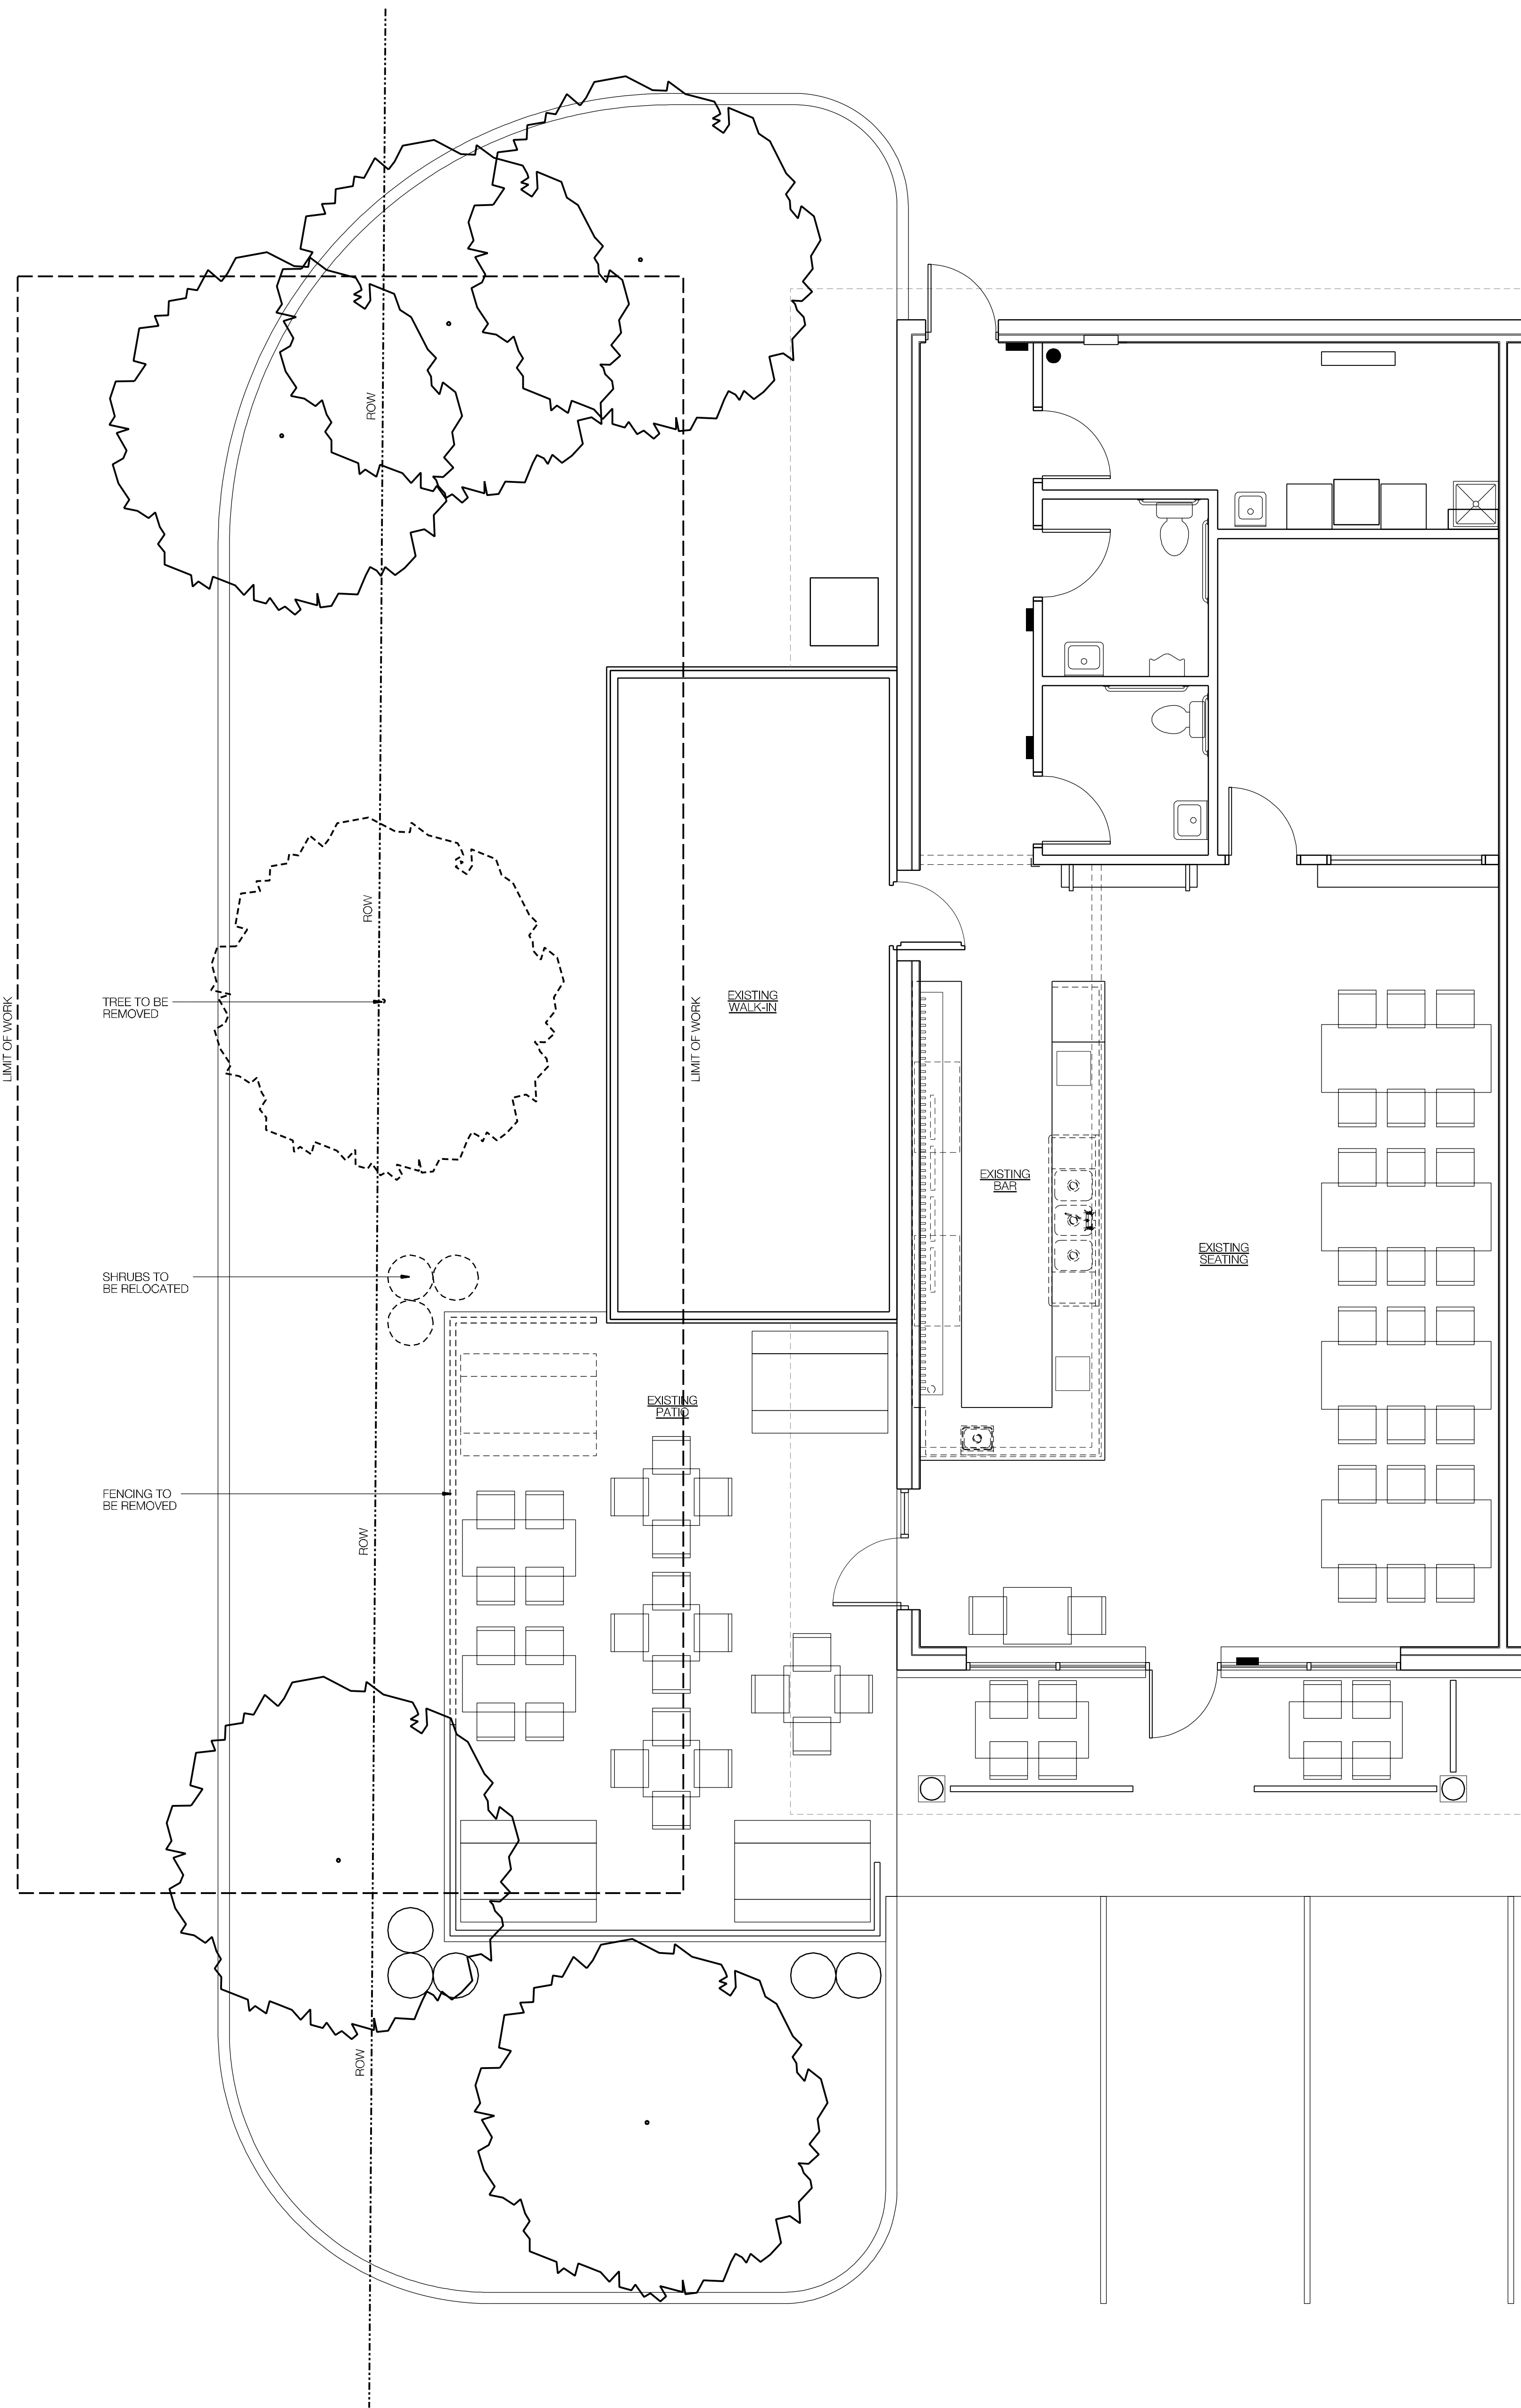 ROW
ROW
LIMIT OF WORK
TREE TO BE
REMOVED
EXISTING
WALK-IN
LIMIT OF WORK
EXISTING
BAR
EXISTING
SEATING
SHRUBS TO
BE RELOCATED
EXISTING
PATIO
FENCING TO
BE REMOVED
ROW
ROW